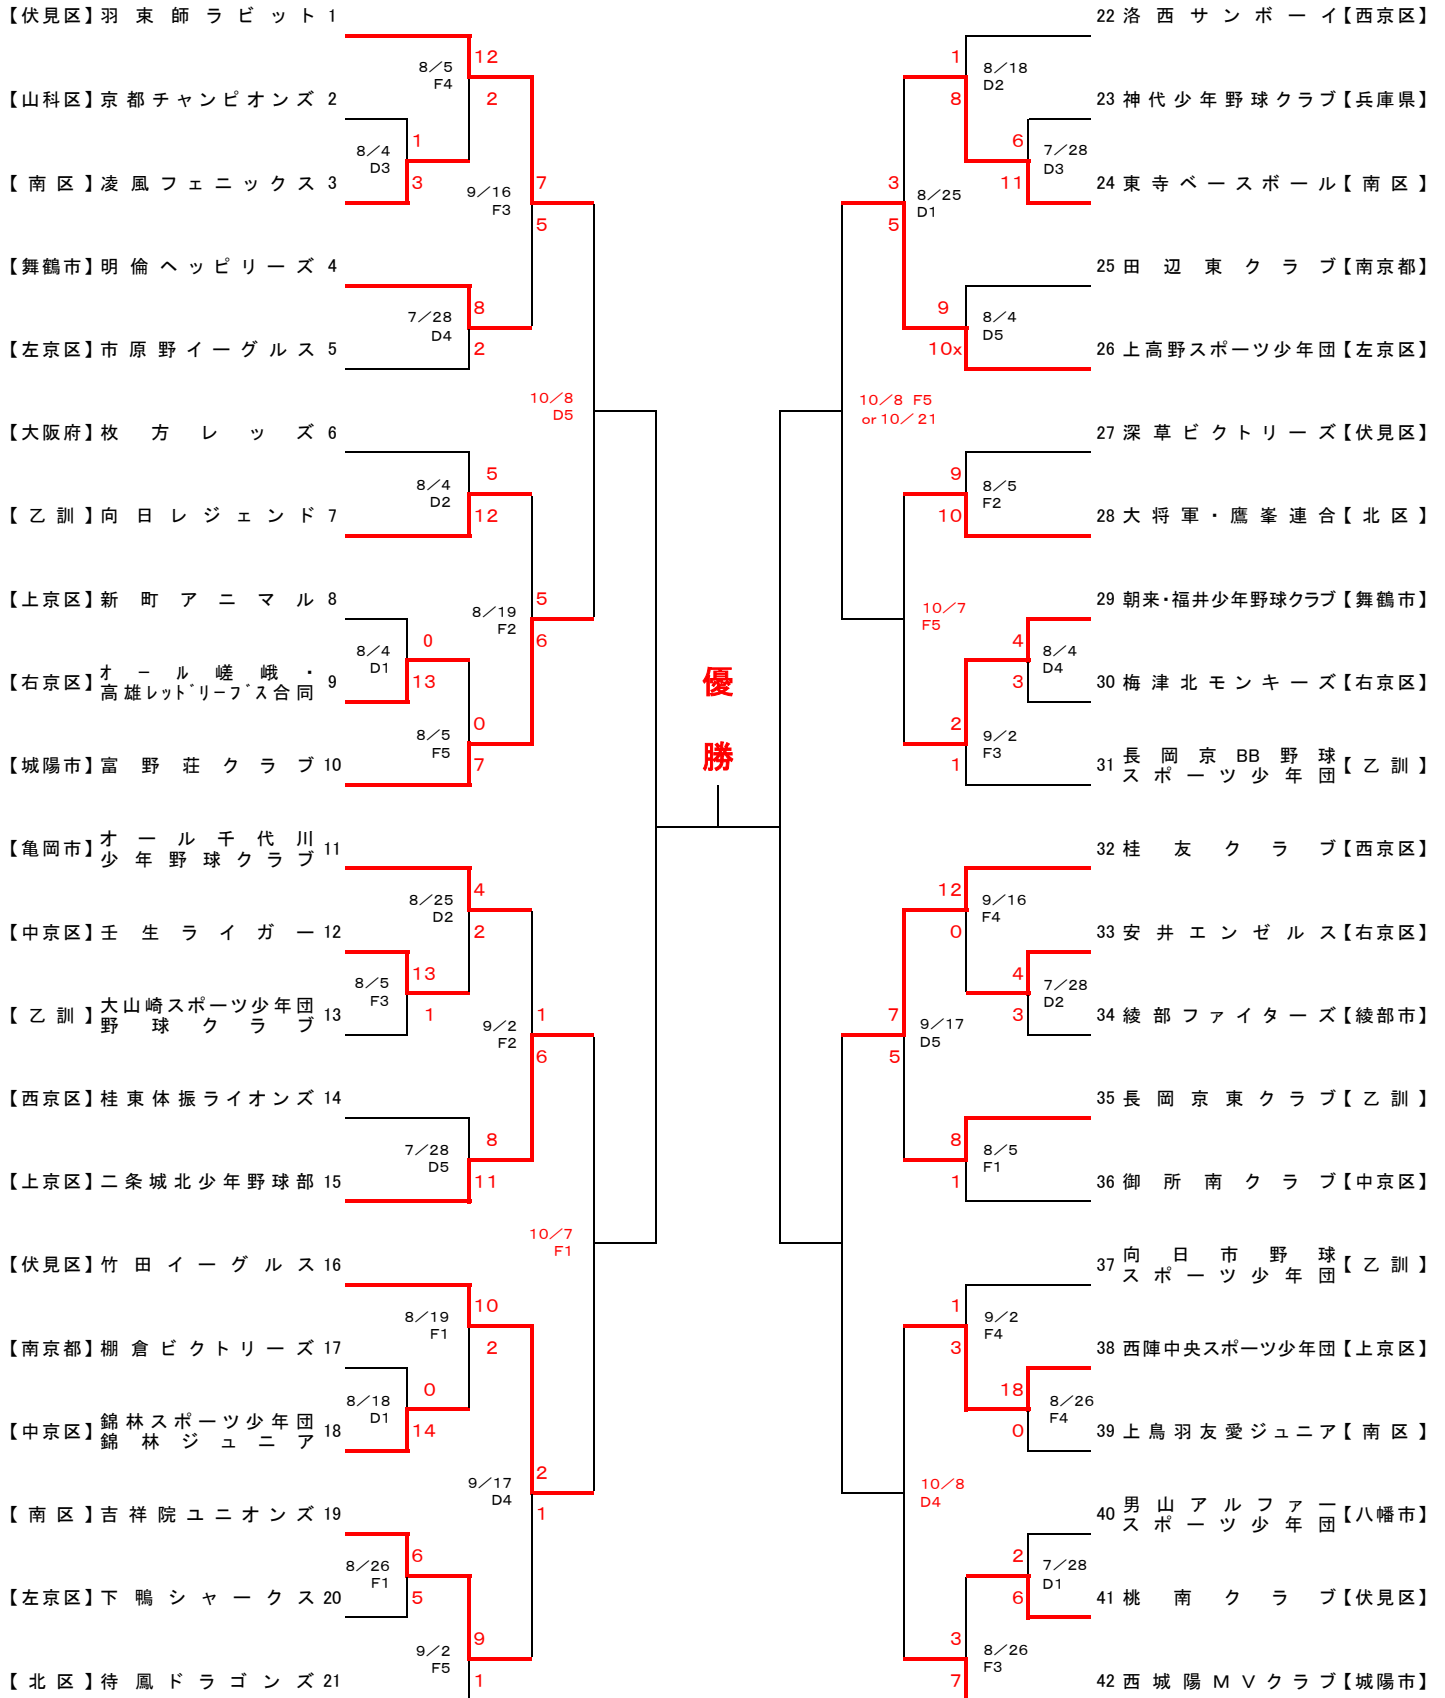 【伏見区】羽束師ラビット 1
12
8/5
F4
【山科区】京都チャンピオンズ 2
2
1
8/4
D3
【南区】凌風フェニックス 3
3
9/16
F3
7
5
【舞鶴市】明倫ヘッピリーズ 4
8
7/28
D4
【左京区】市原野イーグルス 5
2
10/8
D5
【大阪府】枚方レッズ 6
5
8/4
D2
【乙訓】向日レジェンド 7
12
【上京区】新町アニマル 8
5
8/19
F2
6
0
8/4
D1
【右京区】オール嵯峨・
高雄レッドリーブス合同 9
13
0
8/5
F5
【城陽市】富野荘クラブ 10
7
【亀岡市】オール千代川
少年野球クラブ 11
4
8/25
D2
【中京区】壬生ライガー 12
2
13
8/5
F3
【乙訓】大山崎スポーツ少年団
野球クラブ 13
1
9/2
F2
1
6
【西京区】桂東体振ライオンズ 14
8
7/28
D5
【上京区】二条城北少年野球部 15
11
10/7
F1
【伏見区】竹田イーグルス 16
10
8/19
F1
【南京都】棚倉ビクトリーズ 17
2
0
8/18
D1
【中京区】錦林スポーツ少年団
錦林ジュニア 18
14
2
9/17
D4
1
【南区】吉祥院ユニオンズ 19
6
8/26
F1
【左京区】下鴨シャークス 20
5
9
9/2
F5
【北区】待鳳ドラゴンズ 21
1
優
勝
22 洛西サンボーイ【西京区】
1
8/18
D2
23 神代少年野球クラブ【兵庫県】
8
6
7/28
D3
24 東寺ベースボール【南区】
11
3
8/25
D1
5
25 田辺東クラブ【南京都】
9
8/4
D5
26 上高野スポーツ少年団【左京区】
10x
10/8 F5
or 10/21
27 深草ビクトリーズ【伏見区】
9
8/5
F2
28 大将軍・鷹峯連合【北区】
10
29 朝来・福井少年野球クラブ【舞鶴市】
10/7
F5
4
8/4
D4
30 梅津北モンキーズ【右京区】
3
2
9/2
F3
31 長岡京BB野球
スポーツ少年団【乙訓】
1
32 桂友クラブ【西京区】
12
9/16
F4
33 安井エンゼルス【右京区】
0
4
7/28
D2
34 綾部ファイターズ【綾部市】
3
7
9/17
D5
5
35 長岡京東クラブ【乙訓】
8
8/5
F1
36 御所南クラブ【中京区】
1
37 向日市野球
スポーツ少年団【乙訓】
1
9/2
F4
38 西陣中央スポーツ少年団【上京区】
3
18
8/26
F4
39 上鳥羽友愛ジュニア【南区】
0
10/8
D4
40 男山アルファー
スポーツ少年団【八幡市】
2
7/28
D1
41 桃南クラブ【伏見区】
6
3
8/26
F3
42 西城陽MVクラブ【城陽市】
7